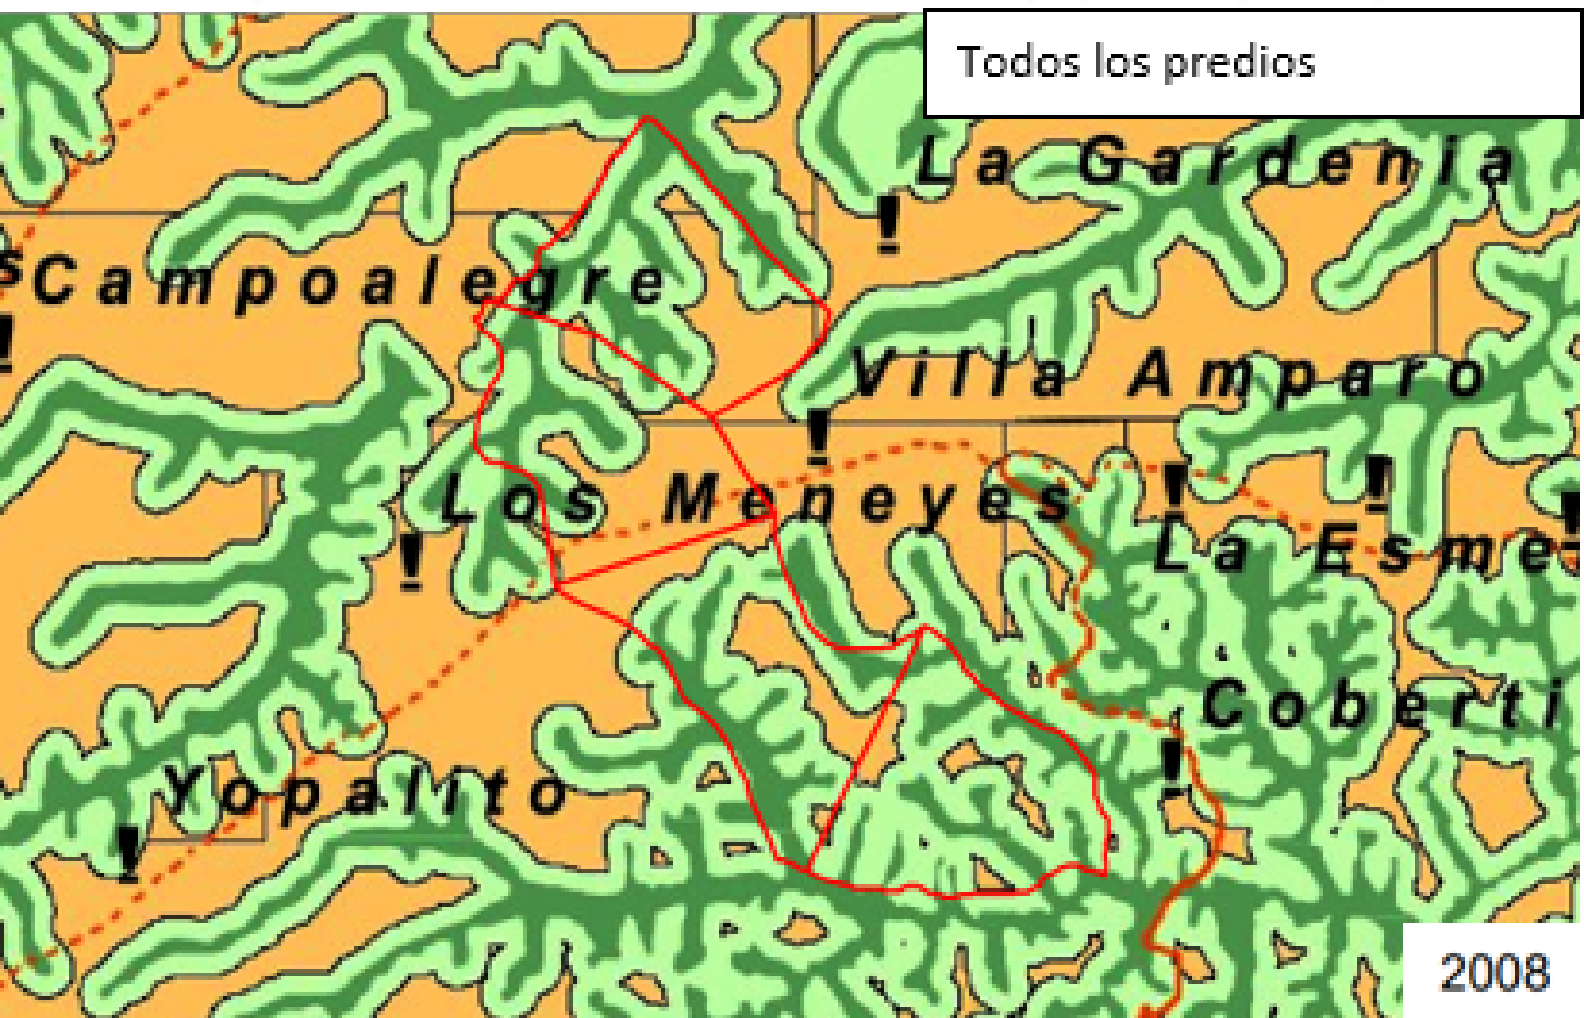 Todos los predios
La Gardenia
s Campoalegre
Villa Amparo
Los Meneyes
La Esme
Coberti
Yopalito
2008